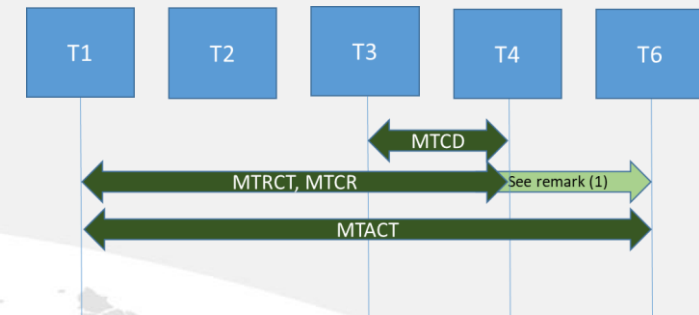 T1
T2
T3
T4
T6
MTCD
MTRCT, MTCR
See remark (1)
MTACT